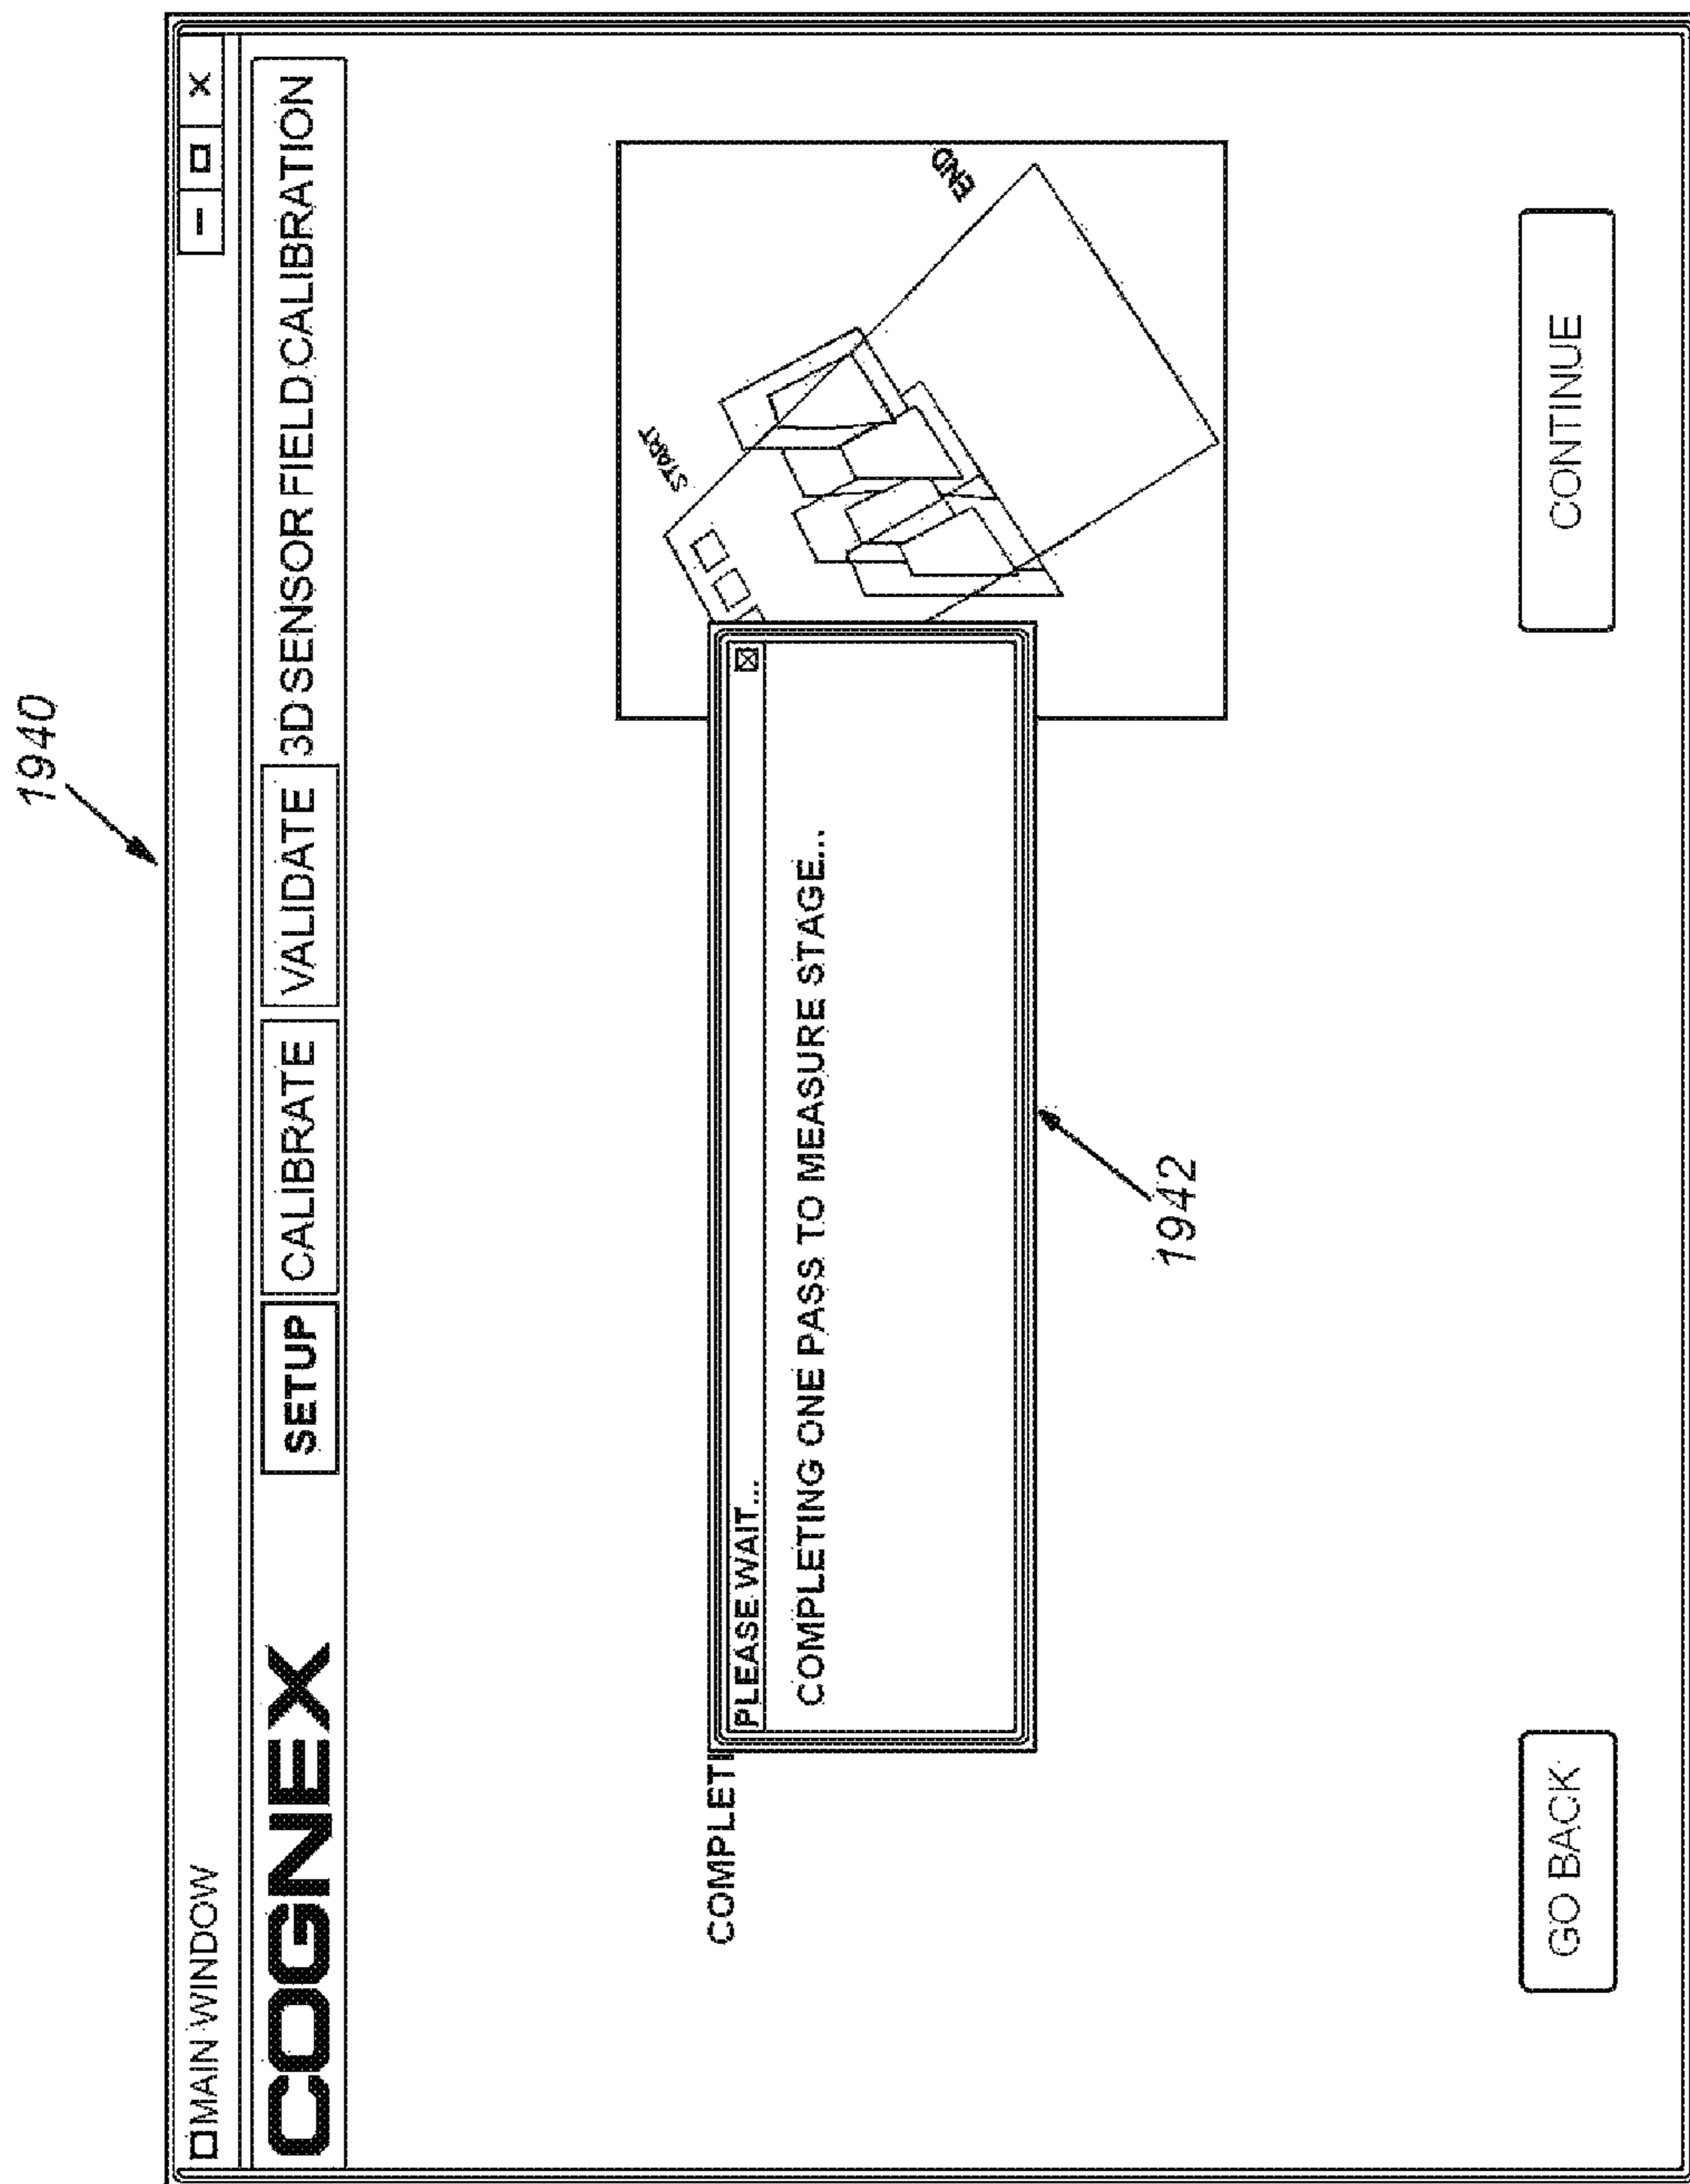 1940
MAIN WINDOW
COGNEX SETUP CALIBRATE VALIDATE 3D SENSOR FIELD CALIBRATION
START
END
COMPLETI
PLEASE WAIT...
COMPLETING ONE PASS TO MEASURE STAGE...
1942
GO BACK CONTINUE